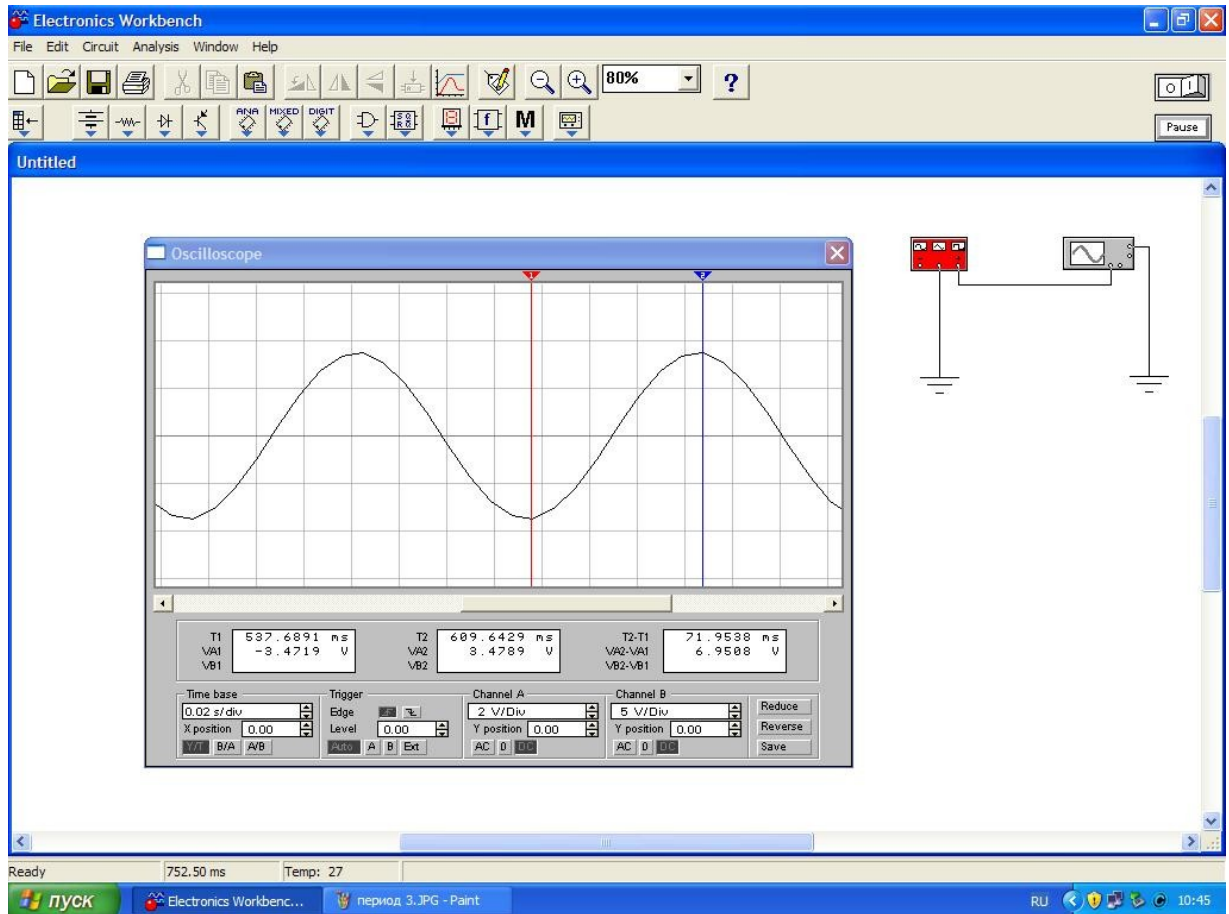 Electronics Workbench
File Edit Circuit Analysis Window Help
80% ?
ANA MIXED DIGIT M
Pause
Untitled
Oscilloscope
1 2
T1 537.6891 ms T2 609.6429 ms T2-T1 71.9538 ms
VA1 -3.4719 V VA2 3.4789 V VA2-VA1 6.9508 V
VB1 VB2 VB2-VB1
Time base Trigger Channel A Channel B
0.02 s/div Edge 2 V/Div 5 V/Div Reduce
X position 0.00 Level 0.00 Y position 0.00 Y position 0.00 Reverse
Y/T B/A A/B Auto A B Ext AC 0 DC AC 0 DC Save
Ready 752.50 ms Temp: 27
пуск Electronics Workbenc... период 3.JPG - Paint RU 10:45